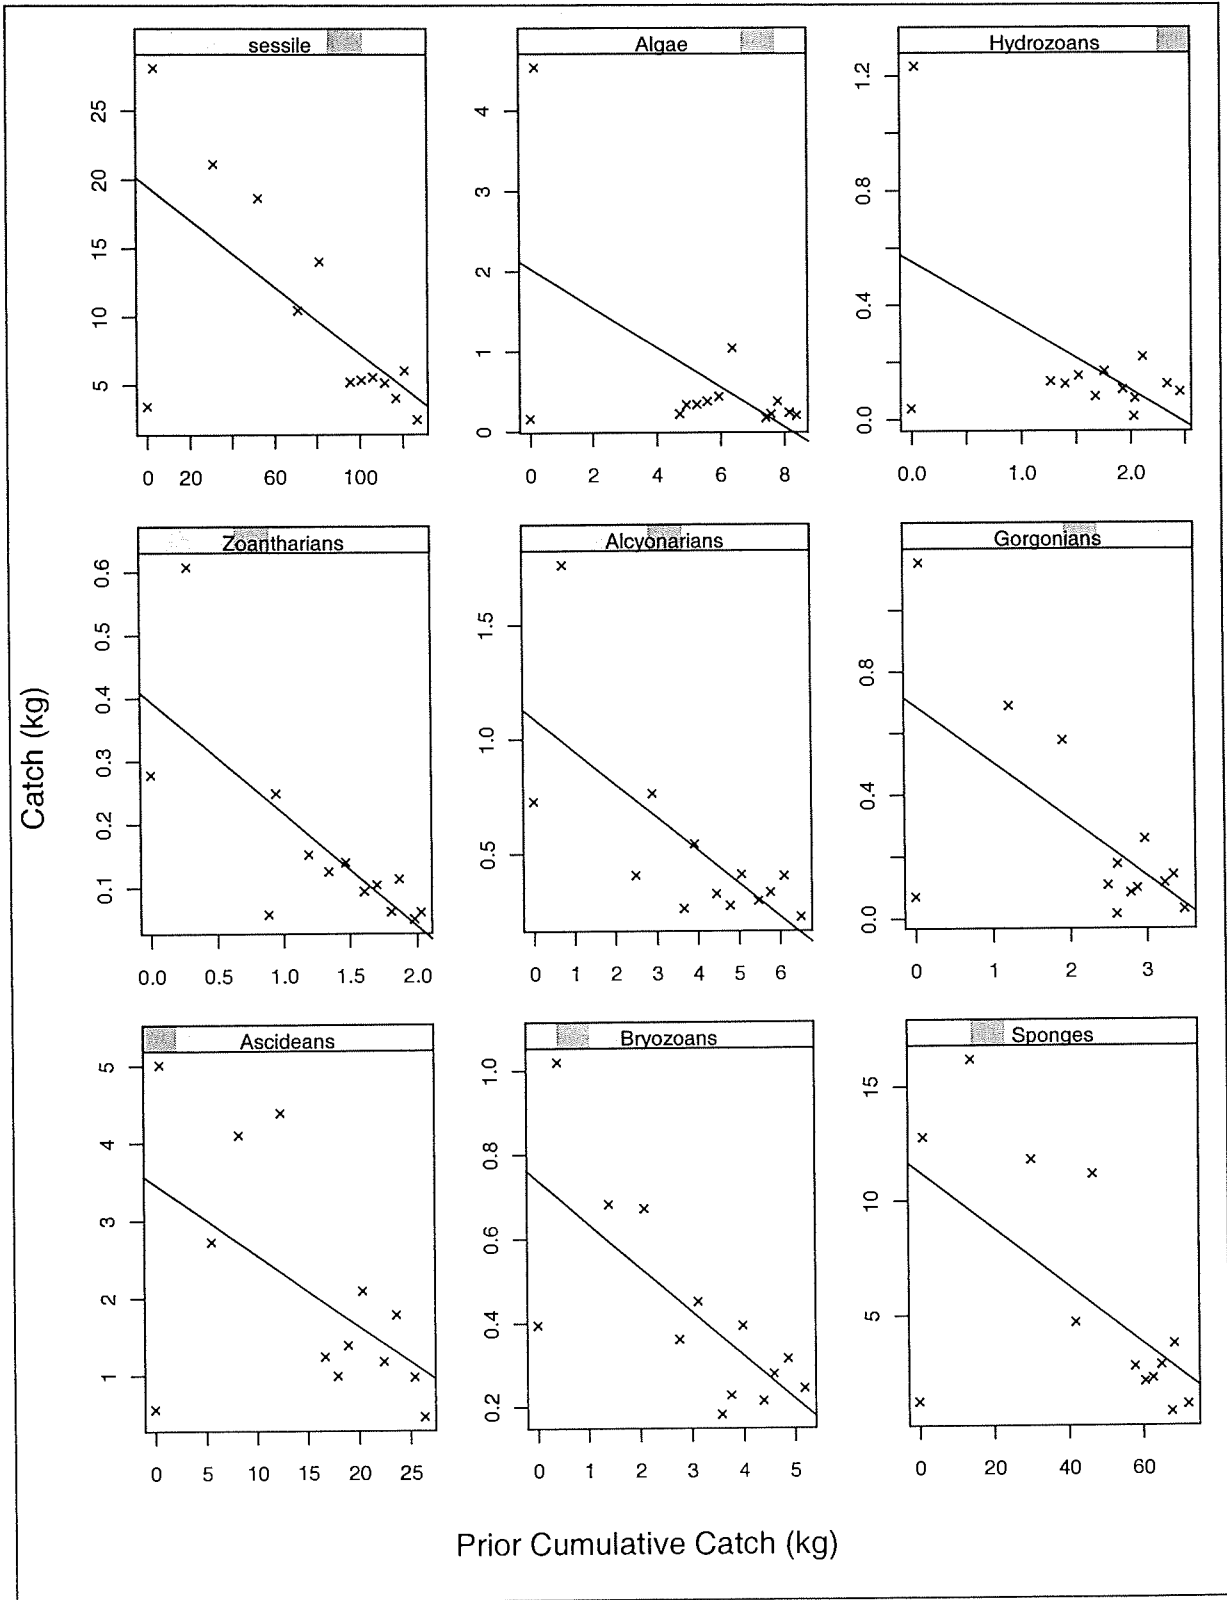 sessile
25
20
15
10
5
0 20 60 100
Algae
4
3
2
1
0
0 2 4 6 8
Hydrozoans
1.2
0.8
0.4
0.0
0.0 1.0 2.0
Zoantharians
0.6
0.5
0.4
0.3
0.2
0.1
0.0 0.5 1.0 1.5 2.0
Alcyonarians
1.5
1.0
0.5
0 1 2 3 4 5 6
Gorgonians
0.8
0.4
0.0
0 1 2 3
Catch (kg)
Ascideans
5
4
3
2
1
0 5 10 15 20 25
Bryozoans
1.0
0.8
0.6
0.4
0.2
0 1 2 3 4 5
Sponges
15
10
5
0 20 40 60
Prior Cumulative Catch (kg)